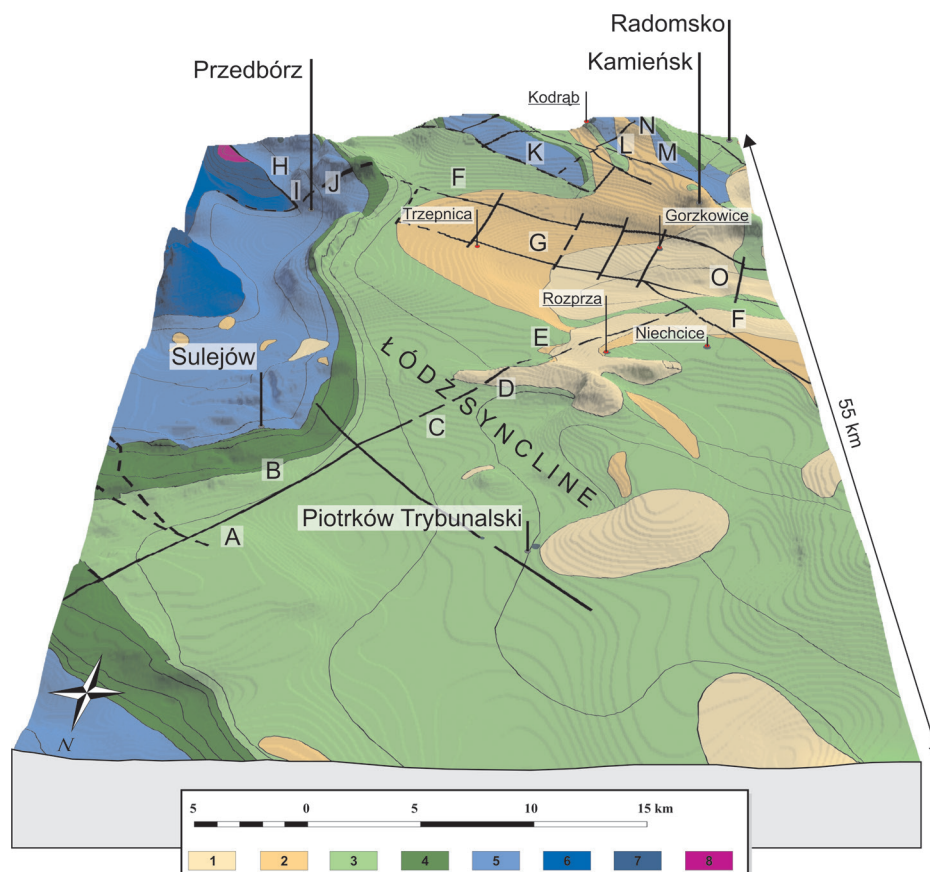 Radomsko
Kamieńsk
Przedbórz
Kodrąb
N
H
L
M
K
I
J
F
Trzepnica
Gorzkowice
G
O
Rozprza
F
Niechcice
E
Sulejów
ŁÓDŹ SYNCLINE
D
55 km
C
B
Piotrków Trybunalski
A
N
5 0 5 10 15 km
1 2 3 4 5 6 7 8